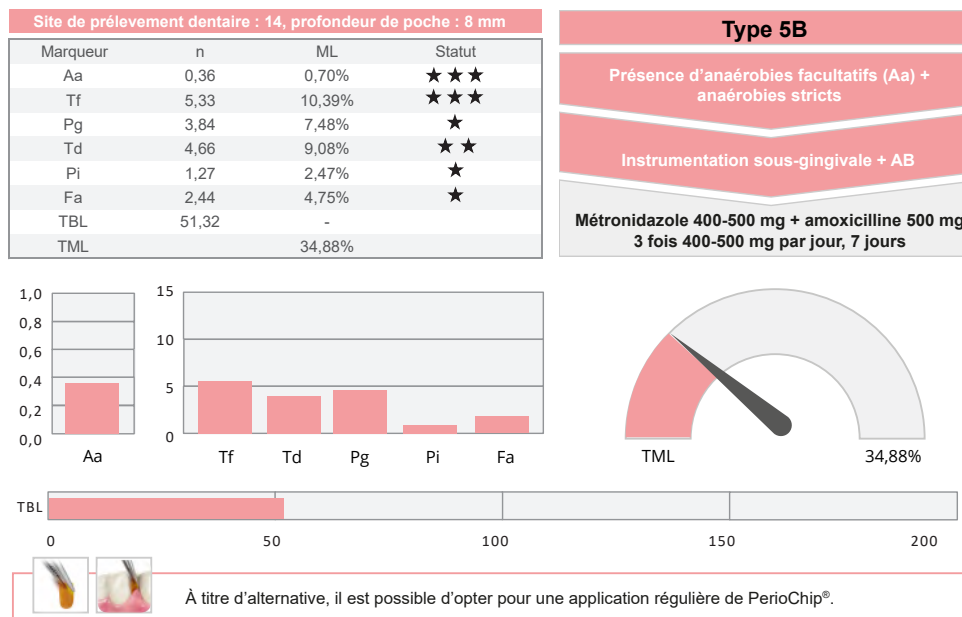 Site de prélevement dentaire : 14, profondeur de poche : 8 mm
Marqueur n ML Statut
Aa 0,36 0,70% ★★★
Tf 5,33 10,39% ★★★
Pg 3,84 7,48% ★
Td 4,66 9,08% ★★
Pi 1,27 2,47% ★
Fa 2,44 4,75% ★
TBL 51,32 -
TML 34,88%
Type 5B
Présence d’anaérobies facultatifs (Aa) +
anaérobies stricts
Instrumentation sous-gingivale + AB
Métronidazole 400-500 mg + amoxicilline 500 mg
3 fois 400-500 mg par jour, 7 jours
1,0
0,8
0,6
0,4
0,2
0,0
Aa
15
10
5
0
Tf Td Pg Pi Fa
TML 34,88%
TBL
0 50 100 150 200
À titre d’alternative, il est possible d’opter pour une application régulière de PerioChip®.